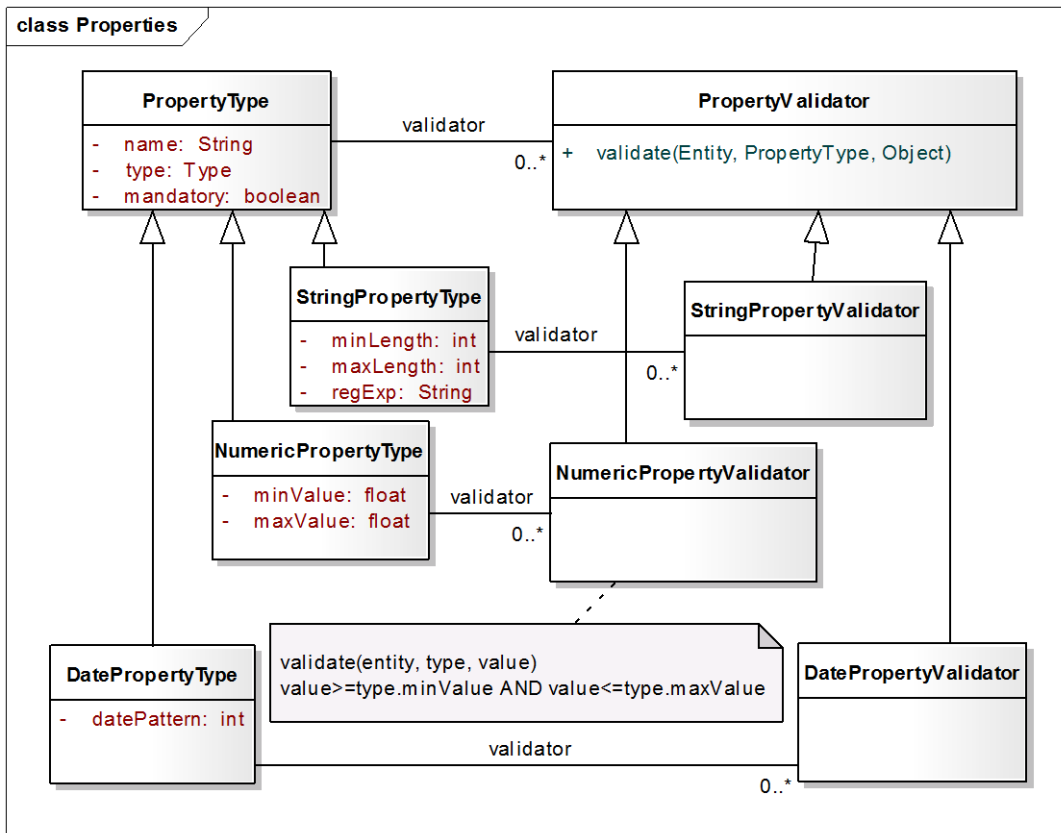 class Properties
PropertyType
- name: String
- type: Type
- mandatory: boolean
validator
0..*
PropertyValidator
+ validate(Entity, PropertyType, Object)
StringPropertyType
- minLength: int
- maxLength: int
- regExp: String
validator
0..*
StringPropertyValidator
NumericPropertyType
- minValue: float
- maxValue: float
validator
0..*
NumericPropertyValidator
validate(entity, type, value)
value>=type.minValue AND value<=type.maxValue
DatePropertyType
- datePattern: int
validator
0..*
DatePropertyValidator